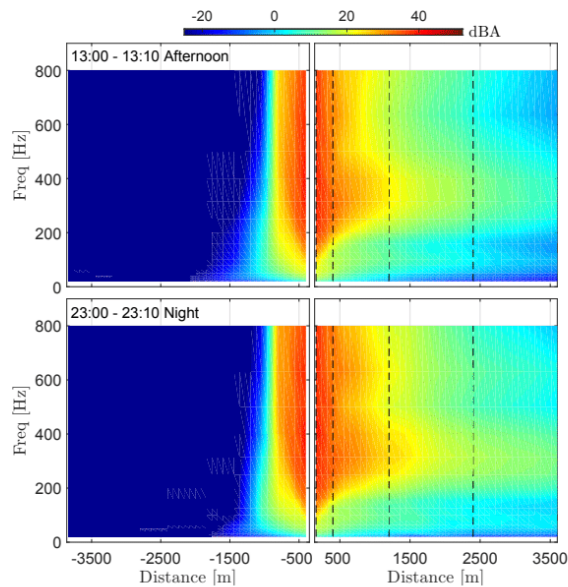 -20 0 20 40 dBA
13:00 - 13:10 Afternoon
800
600
400
200
0
Freq [Hz]
23:00 - 23:10 Night
800
600
400
200
0
Freq [Hz]
-3500 -2500 -1500 -500 500 1500 2500 3500
Distance [m] Distance [m]